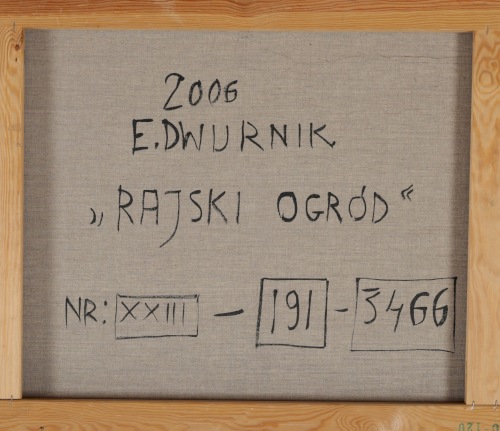 2006
E. DWURNIK
„RAJSKI OGRÓD“
NR: XXIII – 191 - 3466